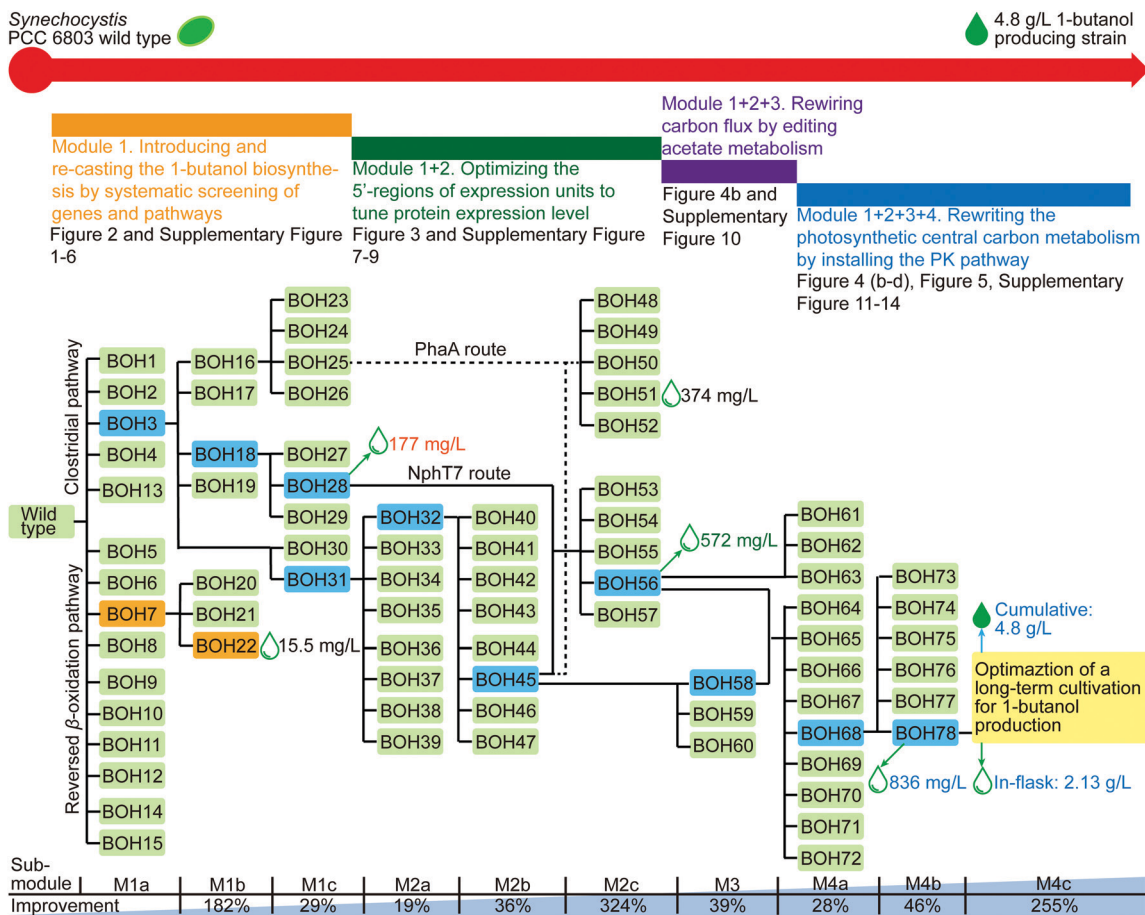 Synechocystis
PCC 6803 wild type
4.8 g/L 1-butanol
producing strain
Module 1. Introducing and
re-casting the 1-butanol biosynthe-
sis by systematic screening of
genes and pathways
Figure 2 and Supplementary Figure
1-6
Module 1+2. Optimizing the
5'-regions of expression units to
tune protein expression level
Figure 3 and Supplementary Figure
7-9
Module 1+2+3. Rewiring
carbon flux by editing
acetate metabolism
Figure 4b and
Supplementary
Figure 10
Module 1+2+3+4. Rewriting the
photosynthetic central carbon metabolism
by installing the PK pathway
Figure 4 (b-d), Figure 5, Supplementary
Figure 11-14
Clostridial pathway
Reversed β-oxidation pathway
Wild
type
BOH1
BOH2
BOH3
BOH4
BOH13
BOH5
BOH6
BOH7
BOH8
BOH9
BOH10
BOH11
BOH12
BOH14
BOH15
BOH16
BOH17
BOH18
BOH19
BOH20
BOH21
BOH22
15.5 mg/L
BOH23
BOH24
BOH25
BOH26
BOH27
BOH28
BOH29
BOH30
BOH31
177 mg/L
PhaA route
NphT7 route
BOH32
BOH33
BOH34
BOH35
BOH36
BOH37
BOH38
BOH39
BOH40
BOH41
BOH42
BOH43
BOH44
BOH45
BOH46
BOH47
BOH48
BOH49
BOH50
BOH51
BOH52
374 mg/L
BOH53
BOH54
BOH55
BOH56
BOH57
572 mg/L
BOH58
BOH59
BOH60
BOH61
BOH62
BOH63
BOH64
BOH65
BOH66
BOH67
BOH68
BOH69
BOH70
BOH71
BOH72
BOH73
BOH74
BOH75
BOH76
BOH77
BOH78
836 mg/L
Cumulative:
4.8 g/L
Optimaztion of a
long-term cultivation
for 1-butanol
production
In-flask: 2.13 g/L
Sub-
module M1a M1b M1c M2a M2b M2c M3 M4a M4b M4c
Improvement 182% 29% 19% 36% 324% 39% 28% 46% 255%